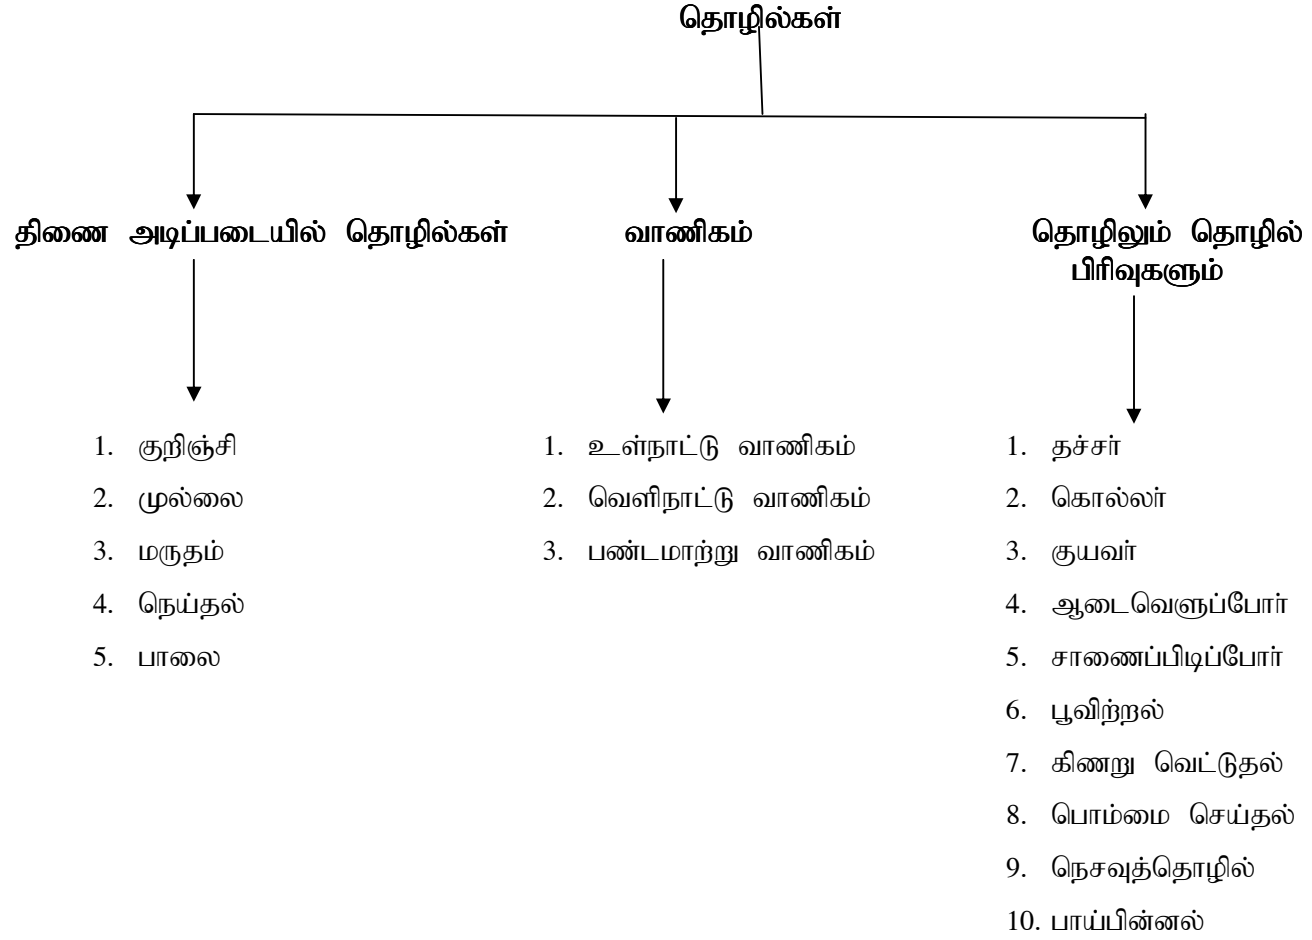 தொழில்கள்
திணை அடிப்படையில் தொழில்கள்
வாணிகம்
தொழிலும் தொழில்
பிரிவுகளும்
1. குறிஞ்சி
2. முல்லை
3. மருதம்
4. நெய்தல்
5. பாலை
1. உள்நாட்டு வாணிகம்
2. வெளிநாட்டு வாணிகம்
3. பண்டமாற்று வாணிகம்
1. தச்சர்
2. கொல்லர்
3. குயவர்
4. ஆடைவெளுப்போர்
5. சாணைப்பிடிப்போர்
6. பூவிற்றல்
7. கிணறு வெட்டுதல்
8. பொம்மை செய்தல்
9. நெசவுத்தொழில்
10. பாய்பின்னல்